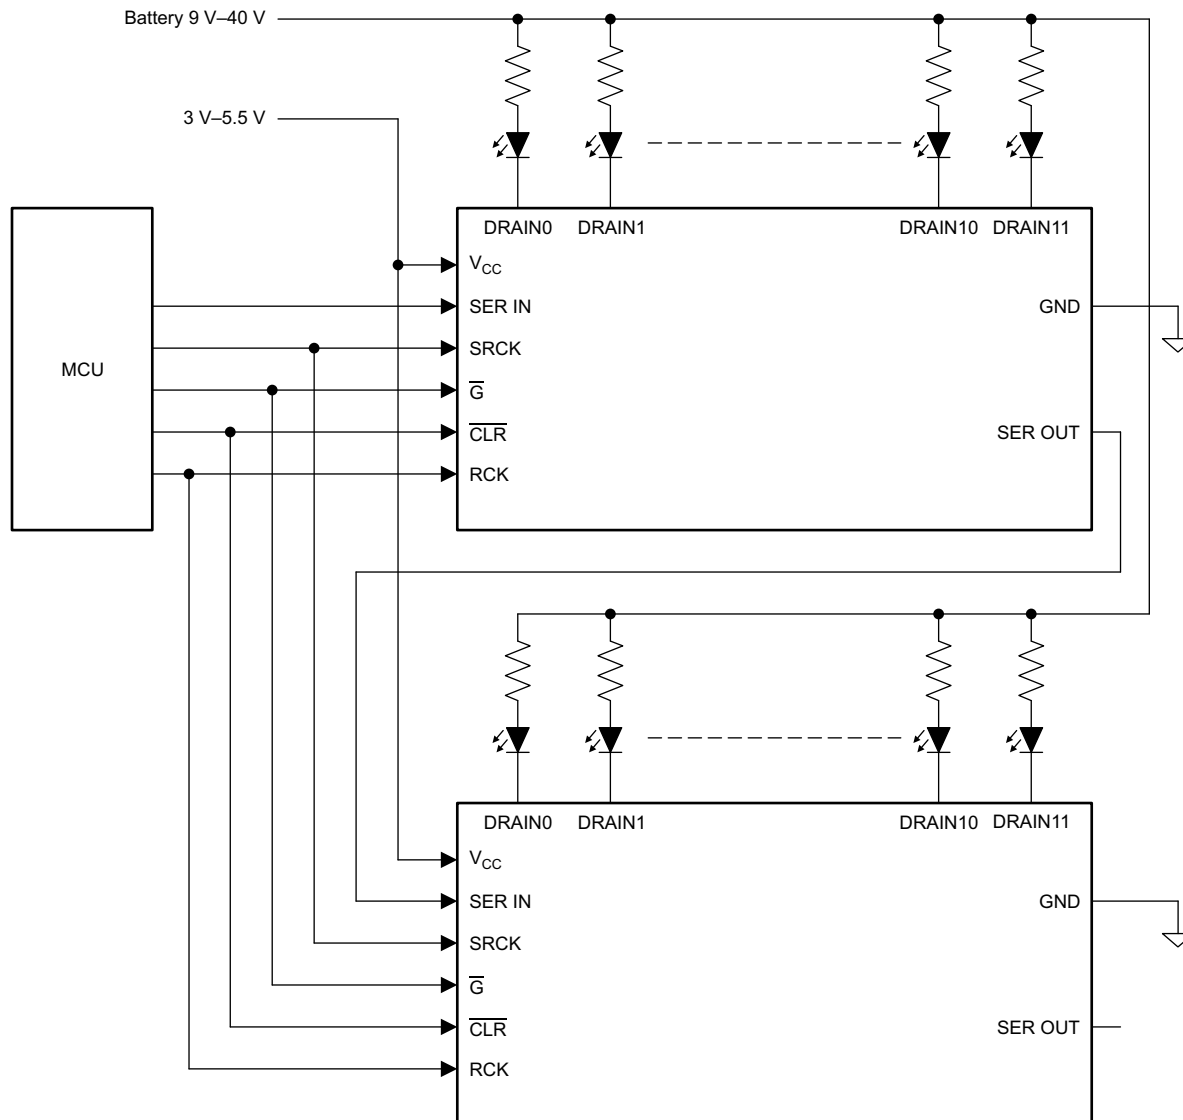 Battery 9 V–40 V
3 V–5.5 V
DRAIN0 DRAIN1 DRAIN10 DRAIN11
VCC
SER IN
GND
SRCK
MCU
G
CLR
SER OUT
RCK
DRAIN0 DRAIN1 DRAIN10 DRAIN11
VCC
SER IN
GND
SRCK
G
CLR
SER OUT
RCK